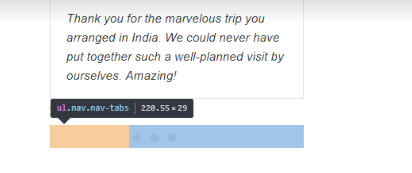 Thank you for the marvelous trip you
arranged in India. We could never have
put together such a well-planned visit by
ourselves. Amazing!
ul.nav.nav-tabs | 220.55 × 29